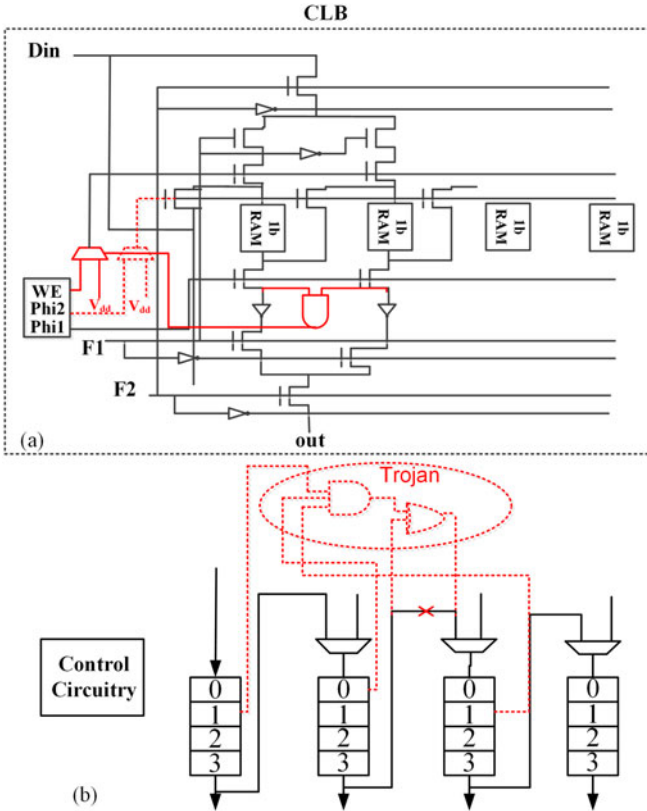 CLB
Din
1b RAM
1b RAM
1b RAM
1b RAM
WE
Phi2
Phi1
Vdd
Vdd
F1
F2
(a)
out
Trojan
Control
Circuitry
0
1
2
3
0
1
2
3
0
1
2
3
0
1
2
3
(b)